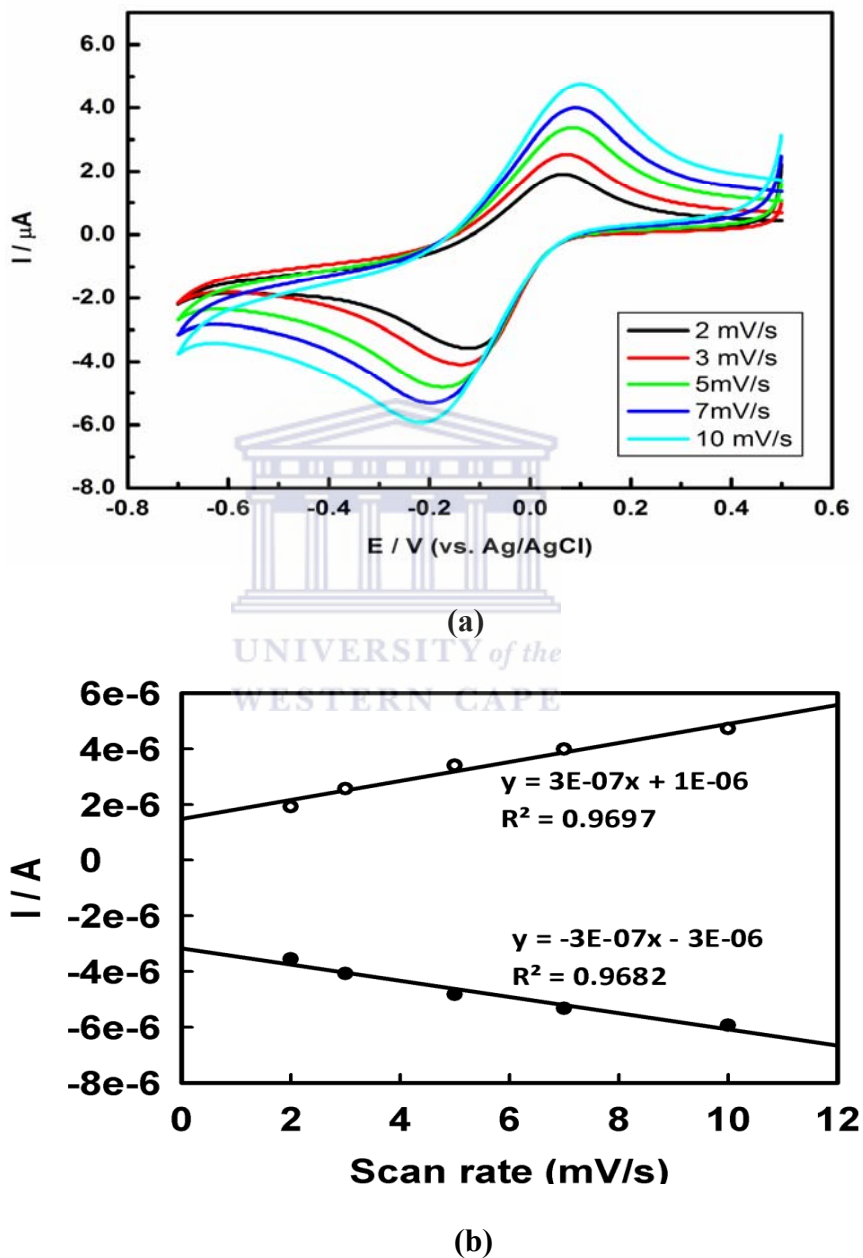 6.0
4.0
2.0
0.0
-2.0
-4.0
-6.0
-8.0
I / µA
-0.8 -0.6 -0.4 -0.2 0.0 0.2 0.4 0.6
E / V (vs. Ag/AgCl)
2 mV/s
3 mV/s
5mV/s
7mV/s
10 mV/s
(a)
UNIVERSITY of the
WESTERN CAPE
6e-6
4e-6
2e-6
0
-2e-6
-4e-6
-6e-6
-8e-6
I / A
y = 3E-07x + 1E-06
R² = 0.9697
y = -3E-07x - 3E-06
R² = 0.9682
0 2 4 6 8 10 12
Scan rate (mV/s)
(b)